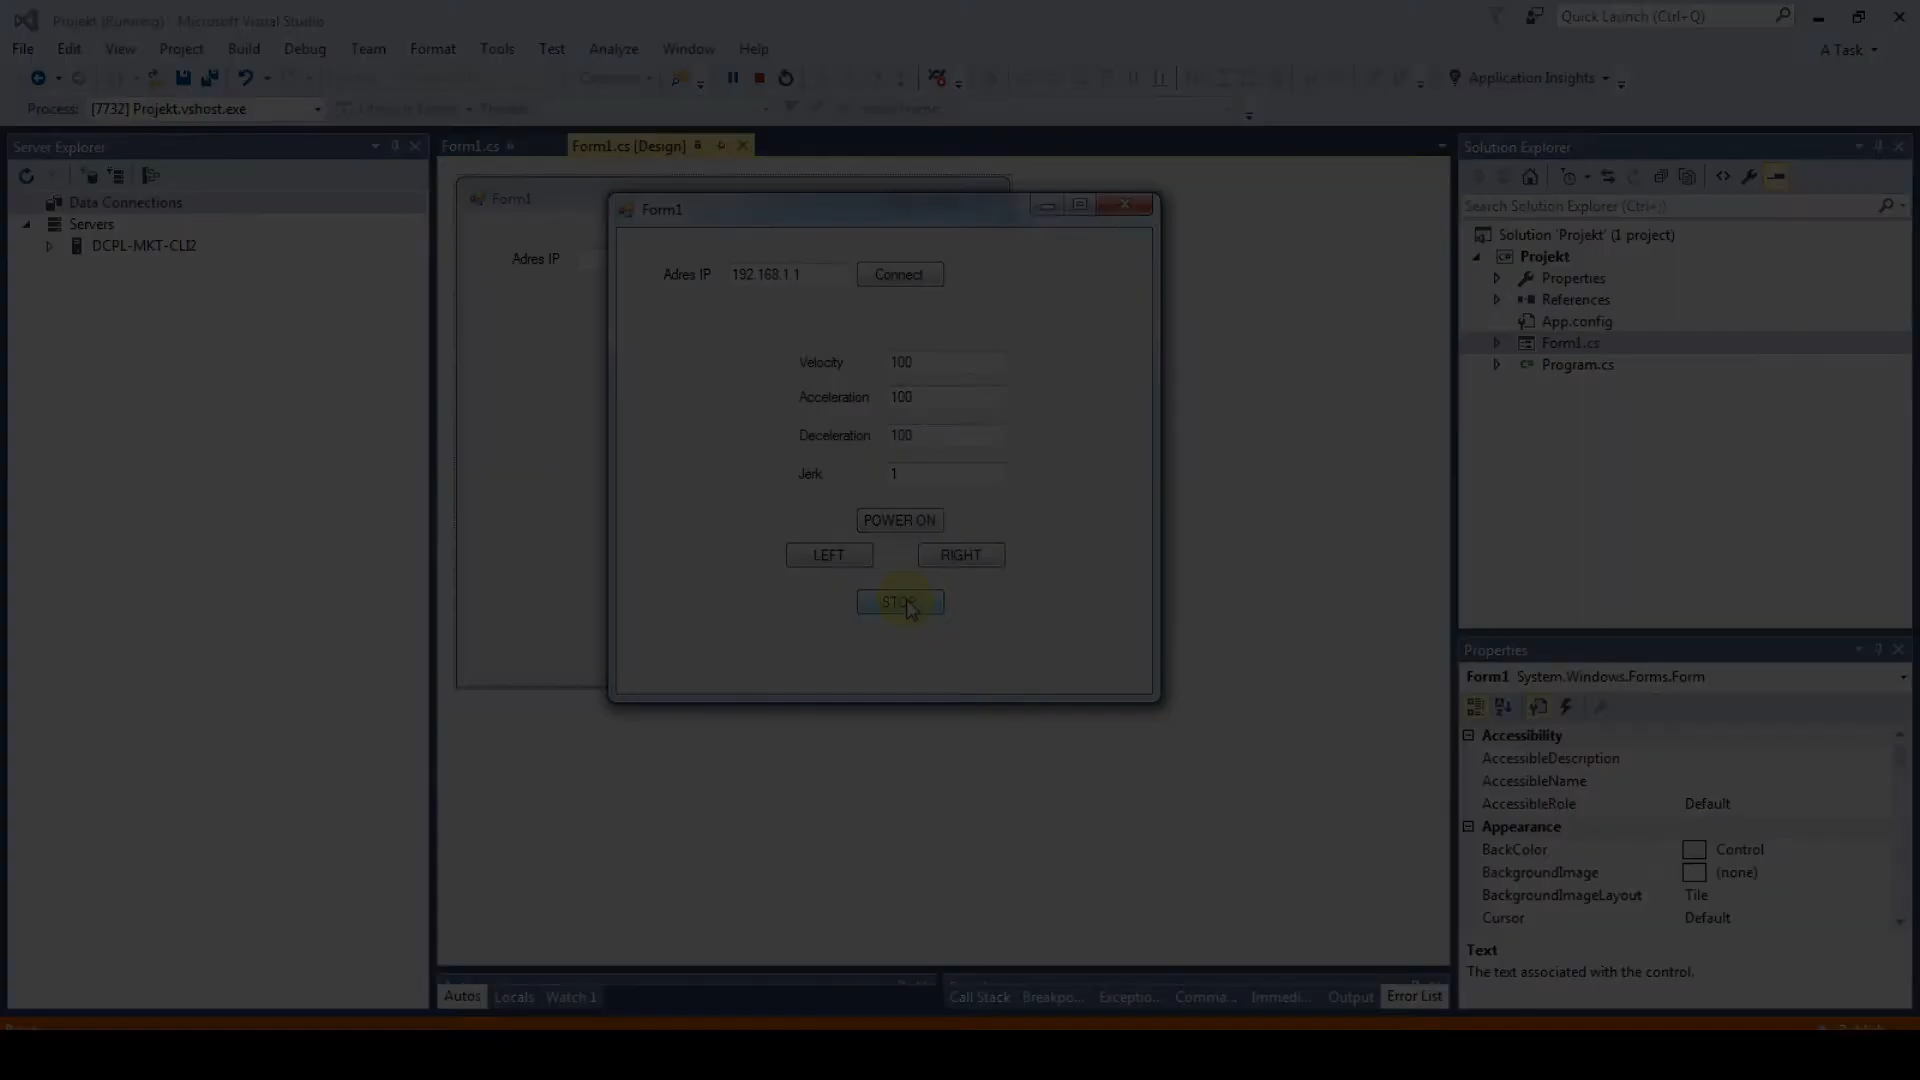 Projekt (Running) - Microsoft Visual Studio
Quick Launch (Ctrl+Q)
File Edit View Project Build Debug Team Format Tools Test Analyze Window Help
A Task
Application Insights
Process: [7732] Projekt.vshost.exe
Server Explorer
Data Connections
Servers
DCPL-MKT-CLI2
Form1.cs
Form1.cs [Design]
Form1
Adres IP
Form1
Adres IP 192.168.1.1 Connect
Velocity 100
Acceleration 100
Deceleration 100
Jerk 1
POWER ON
LEFT RIGHT
STOP
Solution Explorer
Search Solution Explorer (Ctrl+;)
Solution 'Projekt' (1 project)
Projekt
Properties
References
App.config
Form1.cs
Program.cs
Properties
Form1 System.Windows.Forms.Form
Accessibility
AccessibleDescription
AccessibleName
AccessibleRole Default
Appearance
BackColor Control
BackgroundImage (none)
BackgroundImageLayout Tile
Cursor Default
Text
The text associated with the control.
Autos Locals Watch 1
Call Stack Breakpo... Exceptio... Comma... Immedi... Output Error List